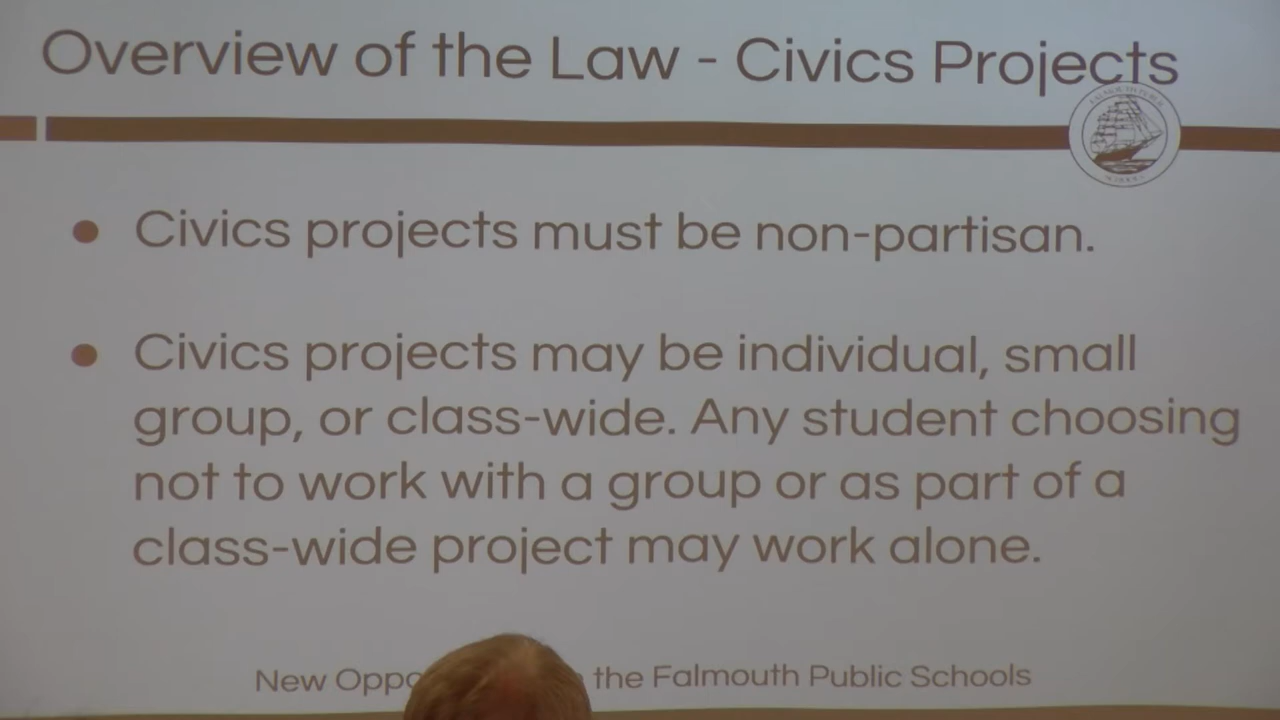 Overview of the Law - Civics Projects
● Civics projects must be non-partisan.
● Civics projects may be individual, small
group, or class-wide. Any student choosing
not to work with a group or as part of a
class-wide project may work alone.
New the Falmouth Public Schools